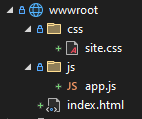 wwwroot
css
+ site.css
js
+ JS app.js
+ index.html